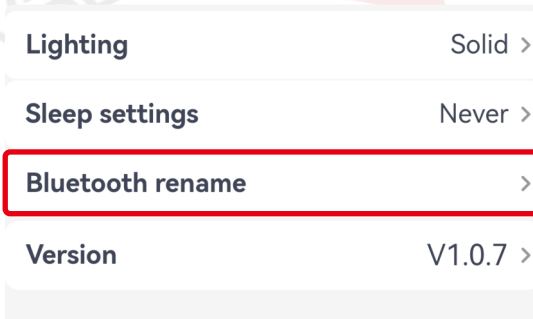 Lighting Solid >
Sleep settings Never >
Bluetooth rename >
Version V1.0.7 >